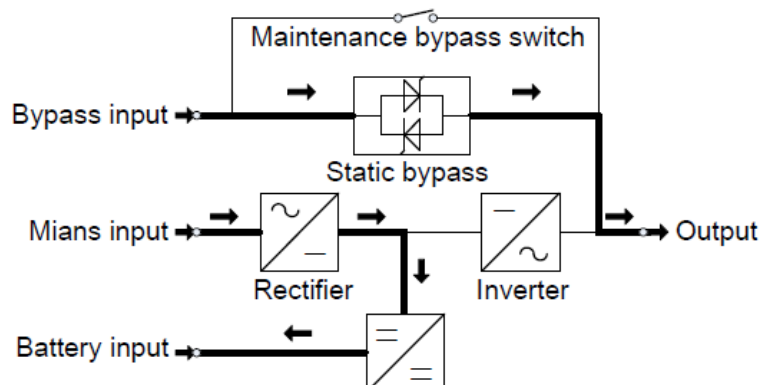 Maintenance bypass switch
Bypass input
Static bypass
Mians input
Output
Rectifier
Inverter
Battery input